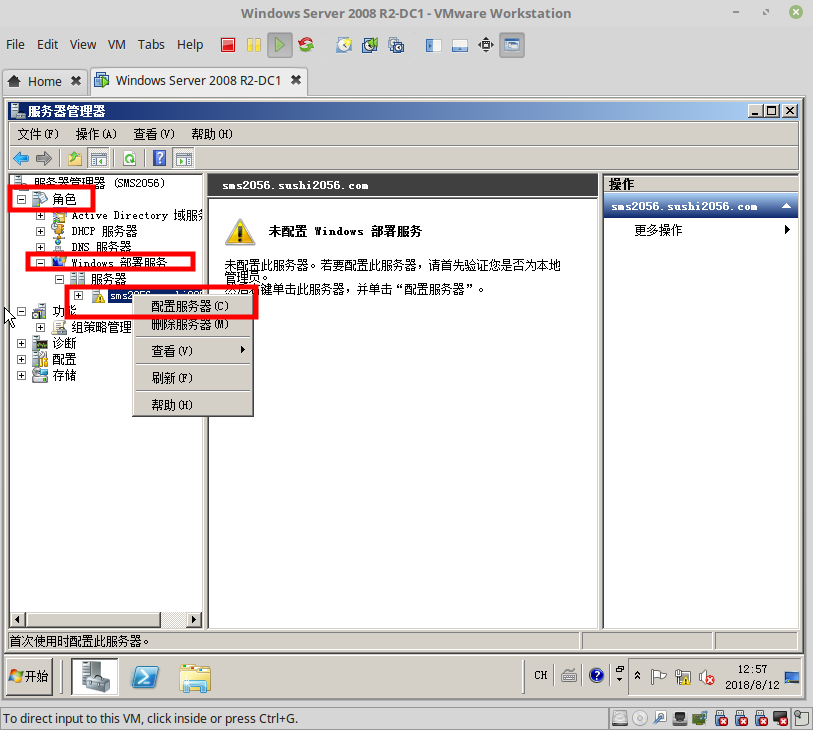 Windows Server 2008 R2-DC1 - VMware Workstation
File Edit View VM Tabs Help
Home Windows Server 2008 R2-DC1
服务器管理器
文件(F) 操作(A) 查看(V) 帮助(H)
服务器管理器 (SMS2056)
角色
Active Directory 域服务
DHCP 服务器
DNS 服务器
Windows 部署服务
服务器
sms2056
功能
组策略管理
诊断
配置
存储
配置服务器(C)
删除服务器(M)
查看(V)
刷新(F)
帮助(H)
sms2056.sushi2056.com
未配置 Windows 部署服务
未配置此服务器。若要配置此服务器，请首先验证您是否为本地
管理员。
然后右键单击此服务器，并单击“配置服务器”。
操作
sms2056.sushi2056.com
更多操作
首次使用时配置此服务器。
开始
CH
12:57
2018/8/12
To direct input to this VM, click inside or press Ctrl+G.